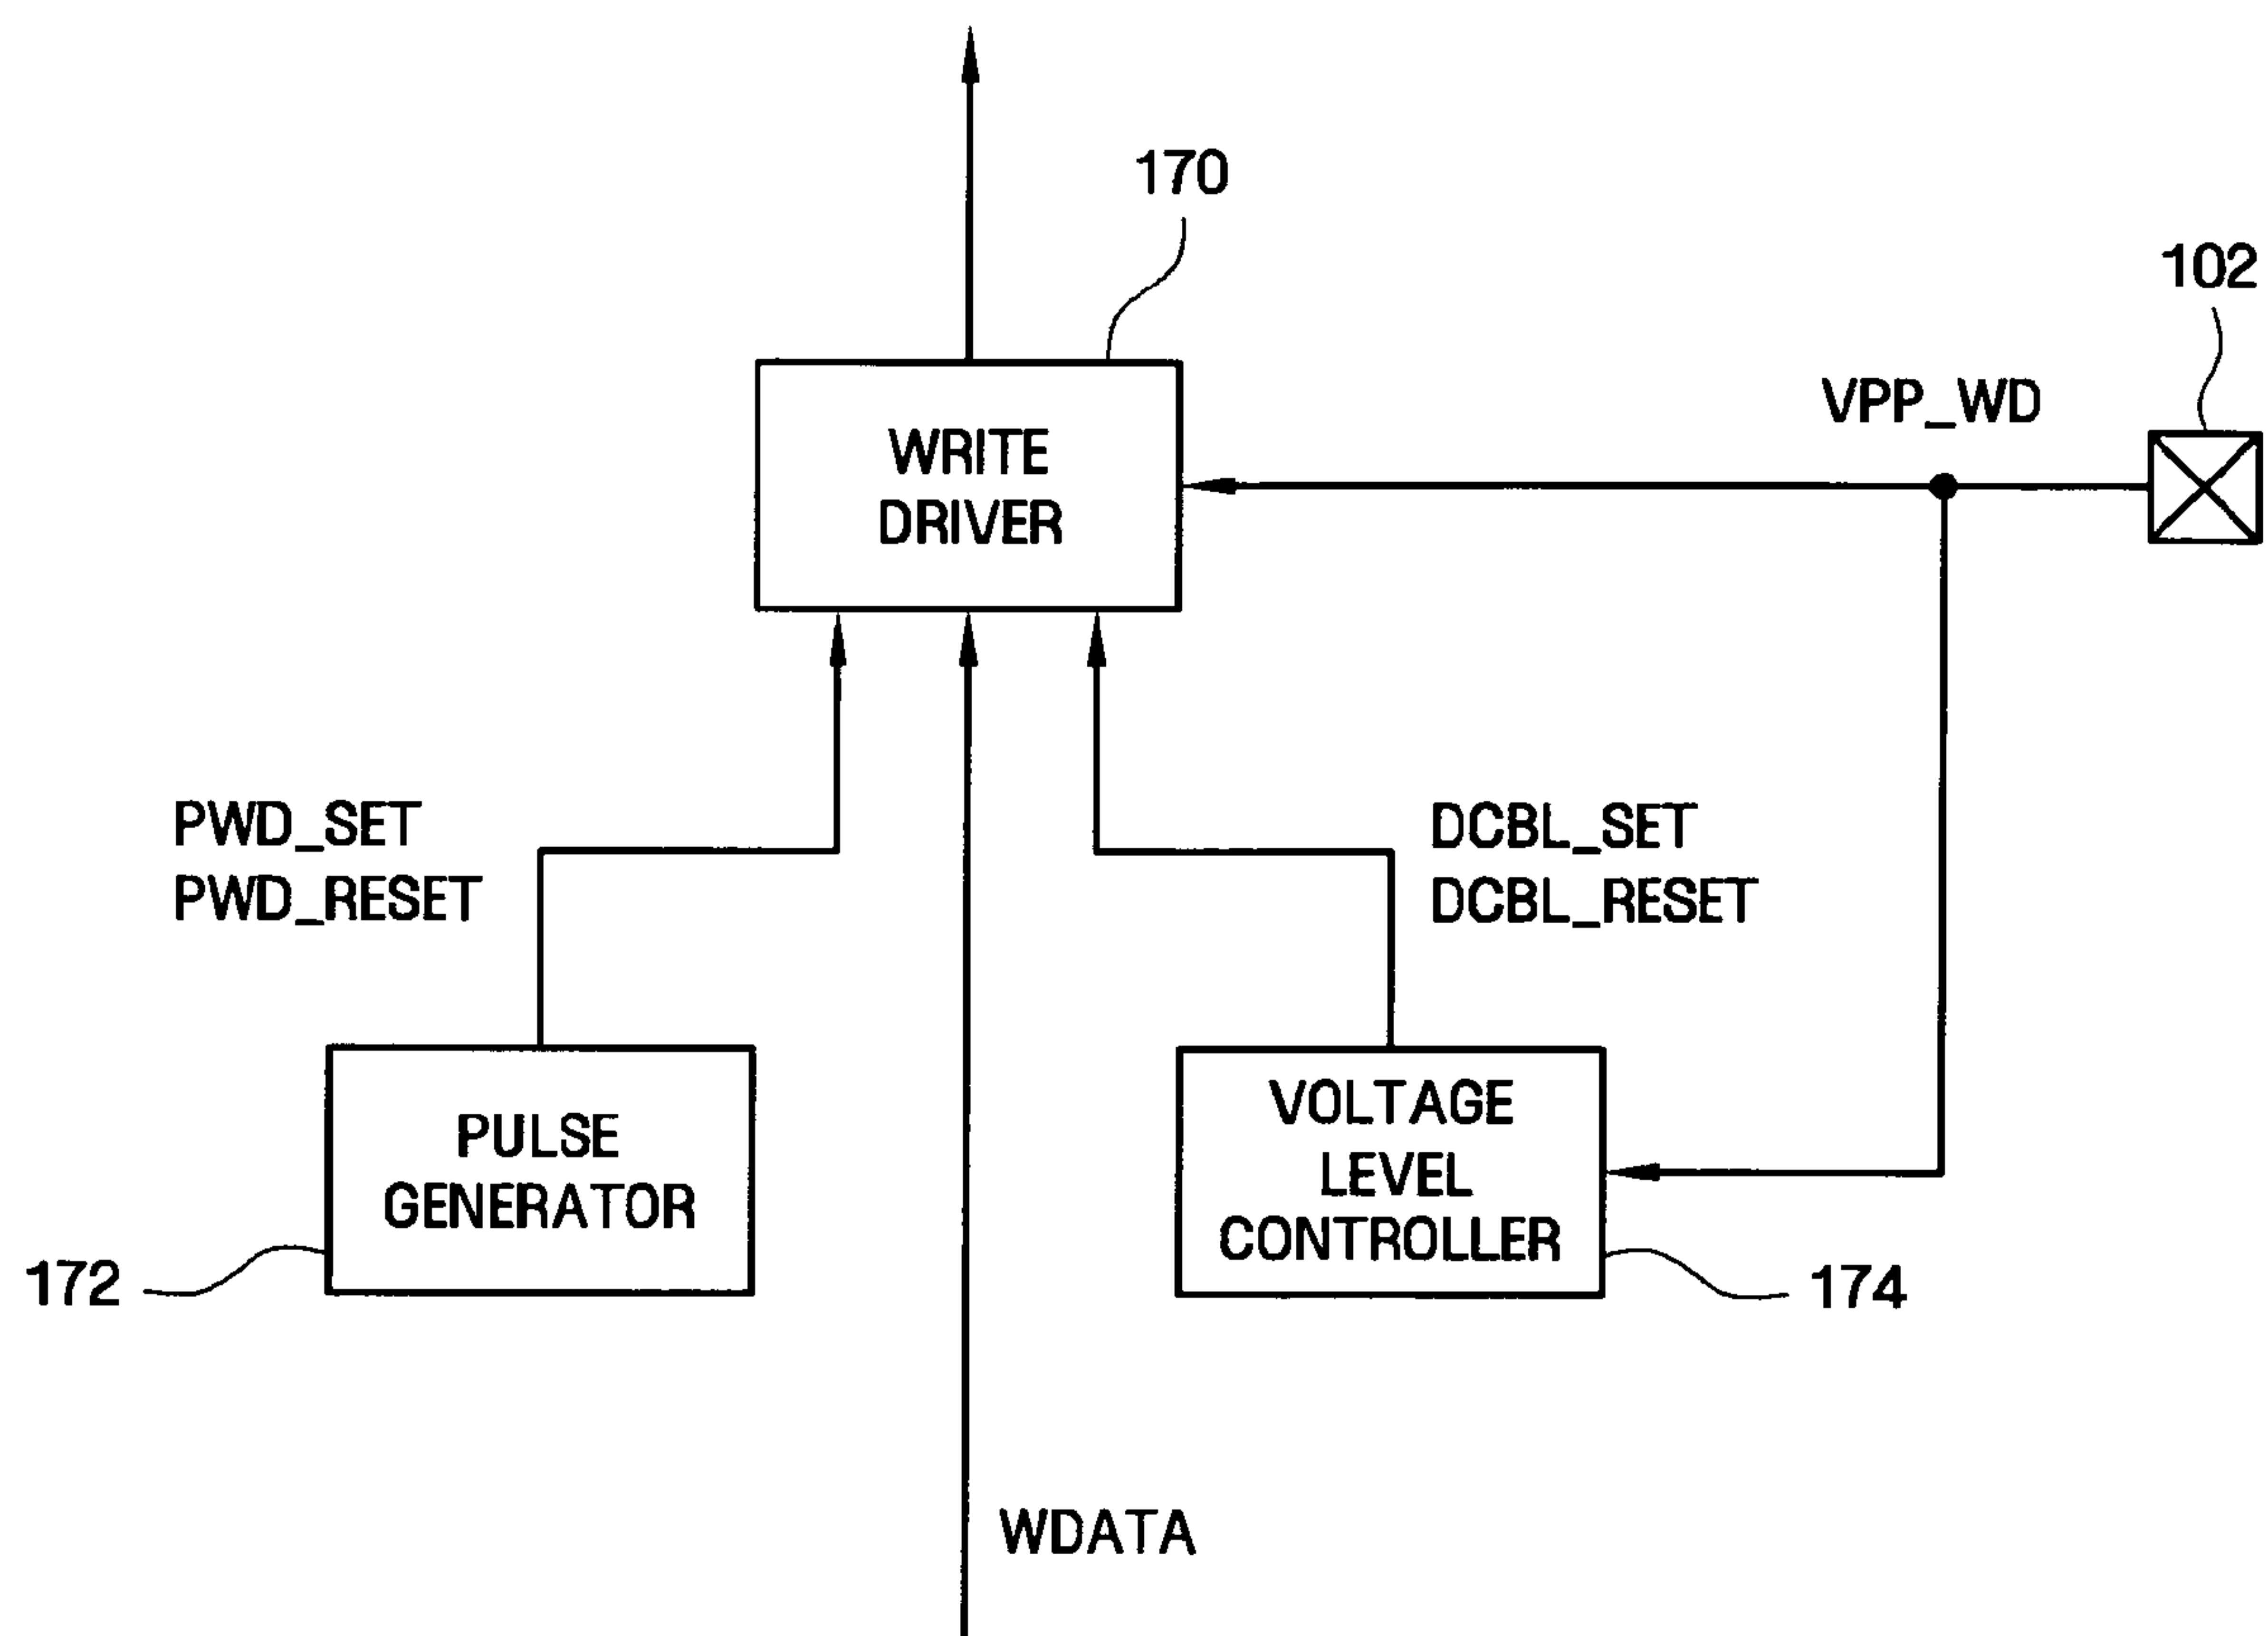 170
102
VPP_WD
WRITE
DRIVER
PWD_SET
PWD_RESET
DCBL_SET
DCBL_RESET
PULSE
GENERATOR
VOLTAGE
LEVEL
CONTROLLER
172
174
WDATA